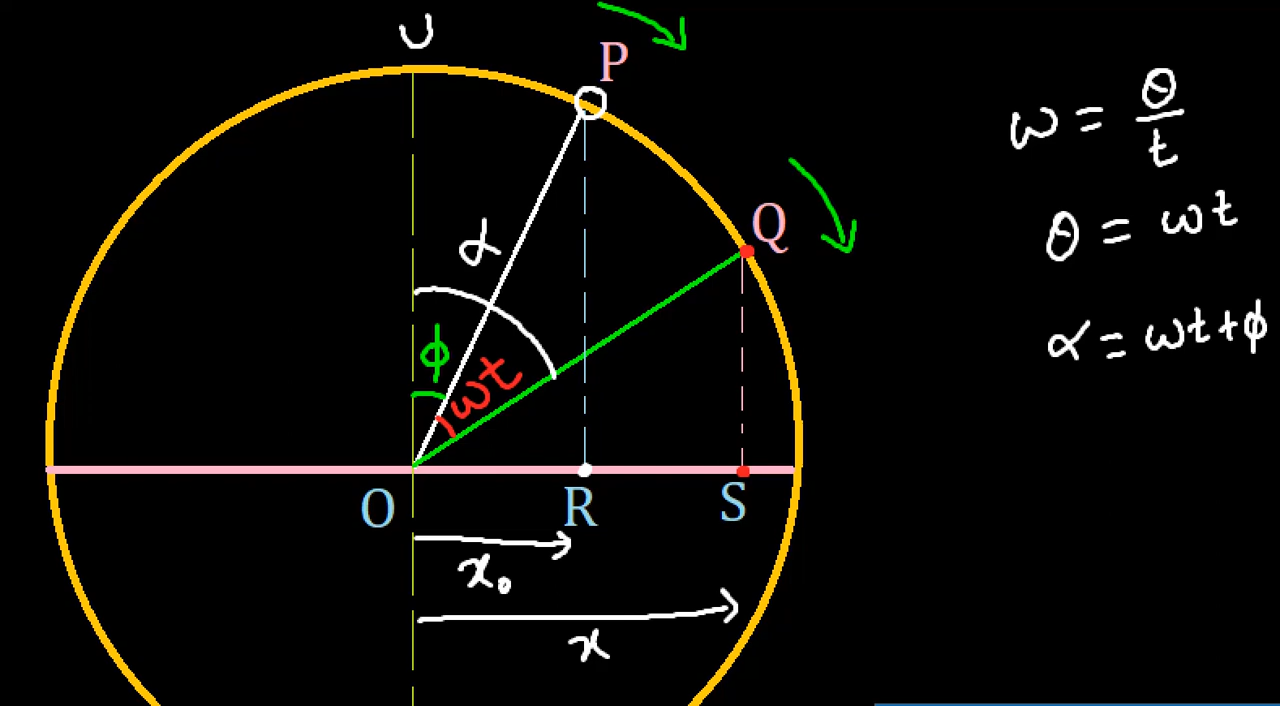 U
P
ω = θ/t
Q
α
θ = ωt
α = ωt+ϕ
ϕ
ωt
O
R
S
x₀
x